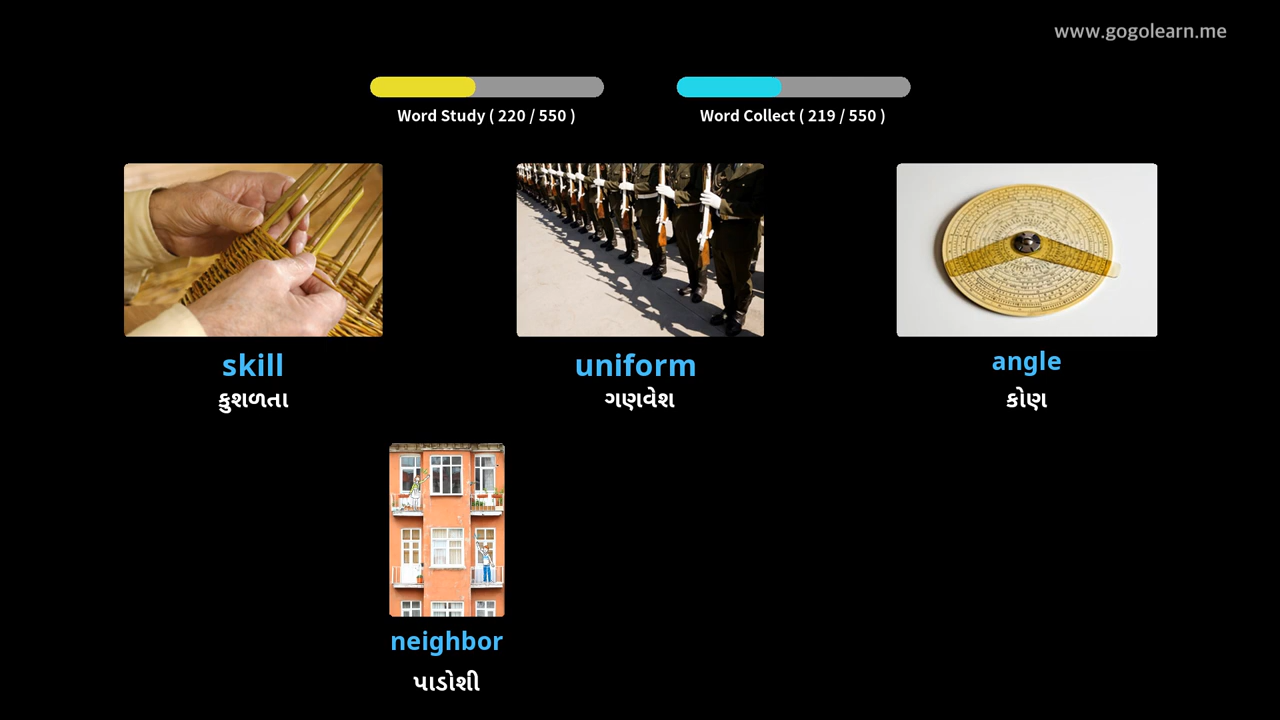 www.gogolearn.me
Word Study ( 220 / 550 )
Word Collect ( 219 / 550 )
skill
uniform
angle
કુશળતા
ગણવેશ
કોણ
neighbor
પાડોશી